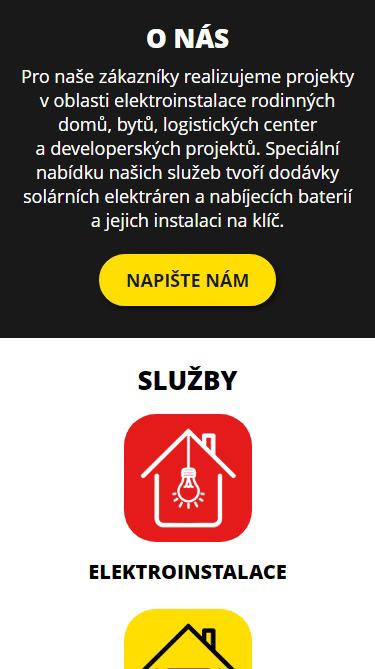 O NÁS
Pro naše zákazníky realizujeme projekty
v oblasti elektroinstalace rodinných
domů, bytů, logistických center
a developerských projektů. Speciální
nabídku našich služeb tvoří dodávky
solárních elektráren a nabíjecích baterií
a jejich instalaci na klíč.
NAPIŠTE NÁM
SLUŽBY
ELEKTROINSTALACE